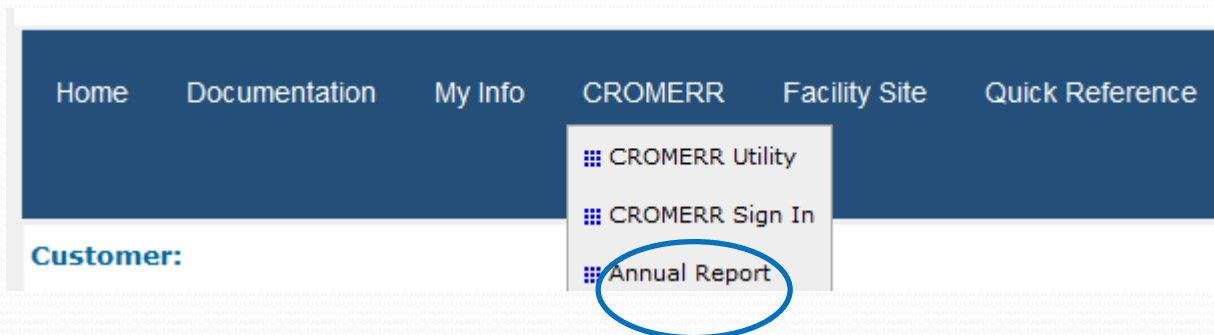 Home Documentation My Info CROMERR Facility Site Quick Reference
CROMERR Utility
CROMERR Sign In
Customer:
Annual Report